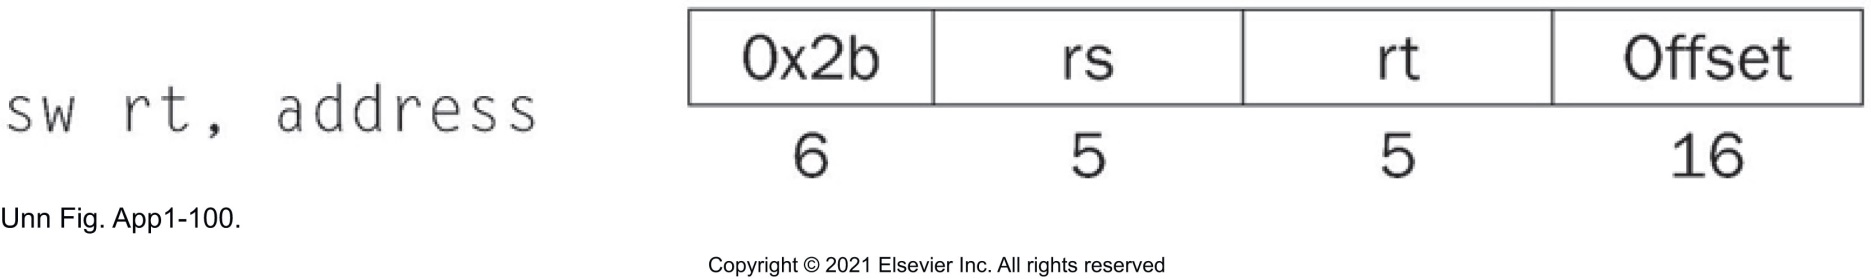 0x2b rs rt Offset
sw rt, address
6 5 5 16
Unn Fig. App1-100.
Copyright © 2021 Elsevier Inc. All rights reserved